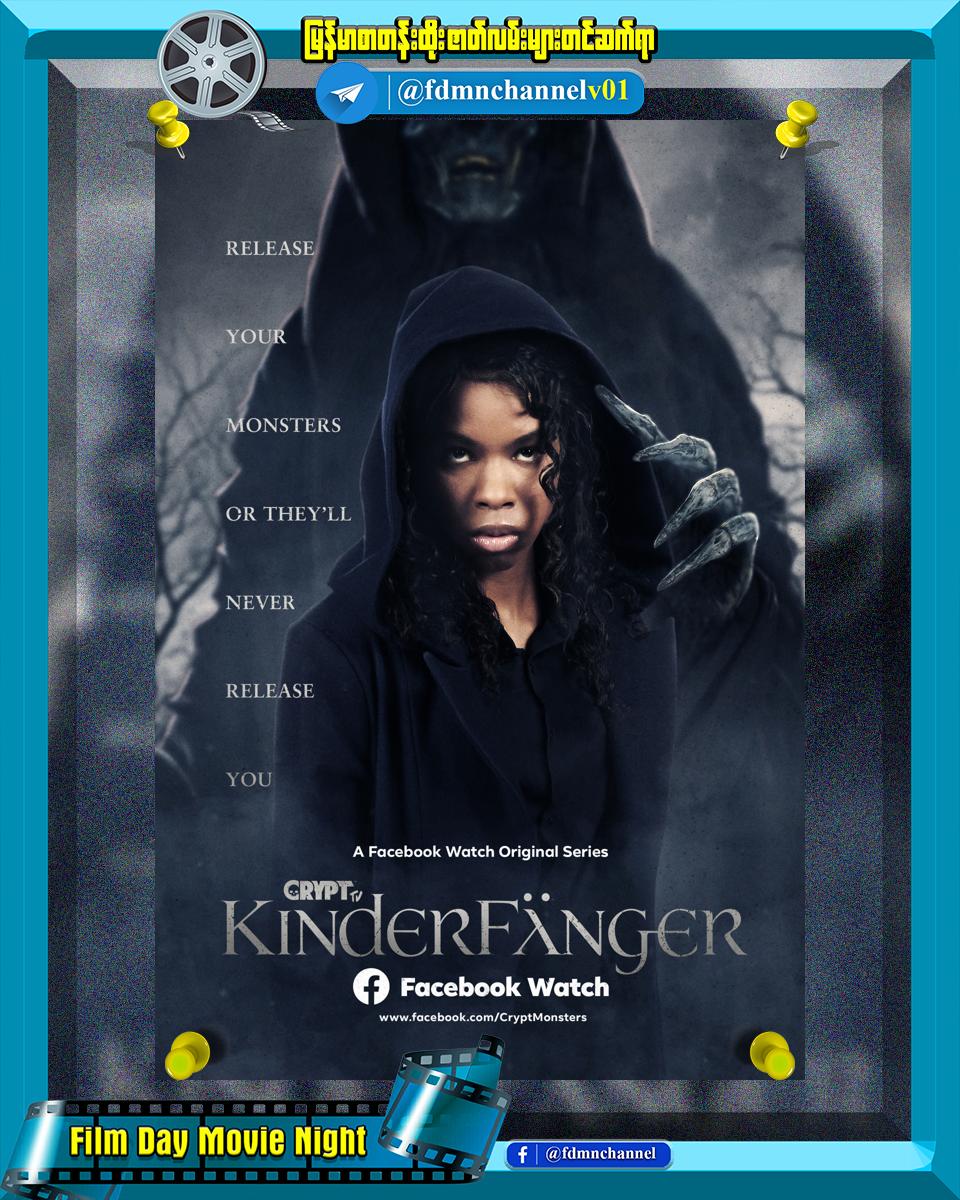 မြန်မာစာတန်းထိုးဇာတ်လမ်းများတင်ဆက်ရာ
@fdmnchannelv01
RELEASE
YOUR
MONSTERS
OR THEY'LL
NEVER
RELEASE
YOU
A Facebook Watch Original Series
CRYPT TV
KINDERFÄNGER
Facebook Watch
www.facebook.com/CryptMonsters
Film Day Movie Night
@fdmnchannel